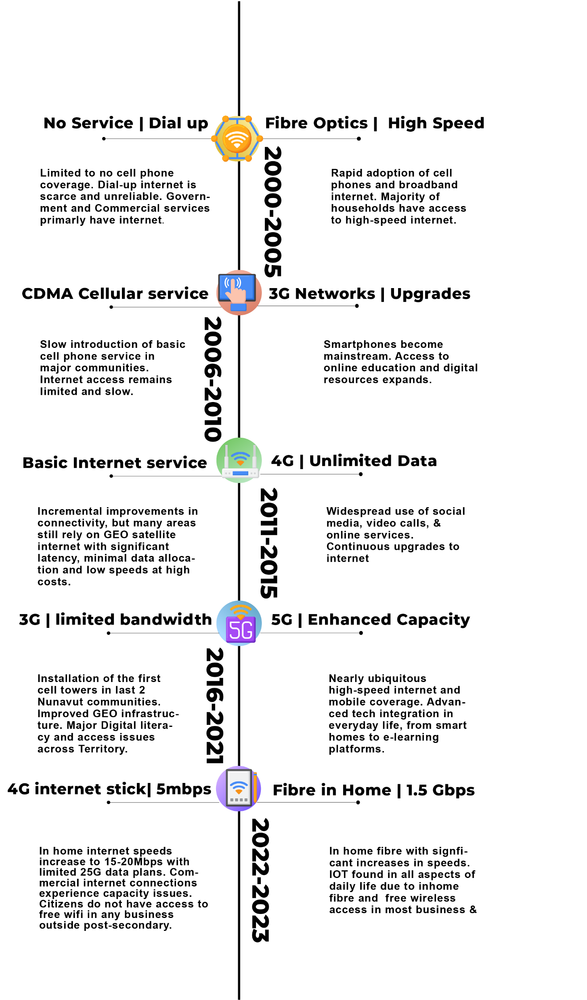 No Service | Dial up
Fibre Optics |  High Speed
2000-2005
Limited to no cell phone
coverage. Dial-up internet is
scarce and unreliable. Govern-
ment and Commercial services
primarly have internet.
Rapid adoption of cell
phones and broadband
internet. Majority of
households have access
to high-speed internet.
CDMA Cellular service
3G Networks | Upgrades
2006-2010
Slow introduction of basic
cell phone service in
major communities.
Internet access remains
limited and slow.
Smartphones become
mainstream. Access to
online education and digital
resources expands.
Basic Internet service
4G | Unlimited Data
2011-2015
Incremental improvements in
connectivity, but many areas
still rely on GEO satellite
internet with significant
latency, minimal data alloca-
tion and low speeds at high
costs.
Widespread use of social
media, video calls, &
online services.
Continuous upgrades to
internet
3G | limited bandwidth
5G
5G | Enhanced Capacity
2016-2021
Installation of the first
cell towers in last 2
Nunavut communities.
Improved GEO infrastruc-
ture. Major Digital litera-
cy and access issues
across Territory.
Nearly ubiquitous
high-speed internet and
mobile coverage. Advan-
ced tech integration in
everyday life, from smart
homes to e-learning
platforms.
4G internet stick| 5mbps
Fibre in Home | 1.5 Gbps
2022-2023
In home internet speeds
increase to 15-20Mbps with
limited 25G data plans. Com-
mercial internet connections
experience capacity issues.
Citizens do not have access to
free wifi in any business
outside post-secondary.
In home fibre with signfi-
cant increases in speeds.
IOT found in all aspects of
daily life due to inhome
fibre and  free wireless
access in most business &